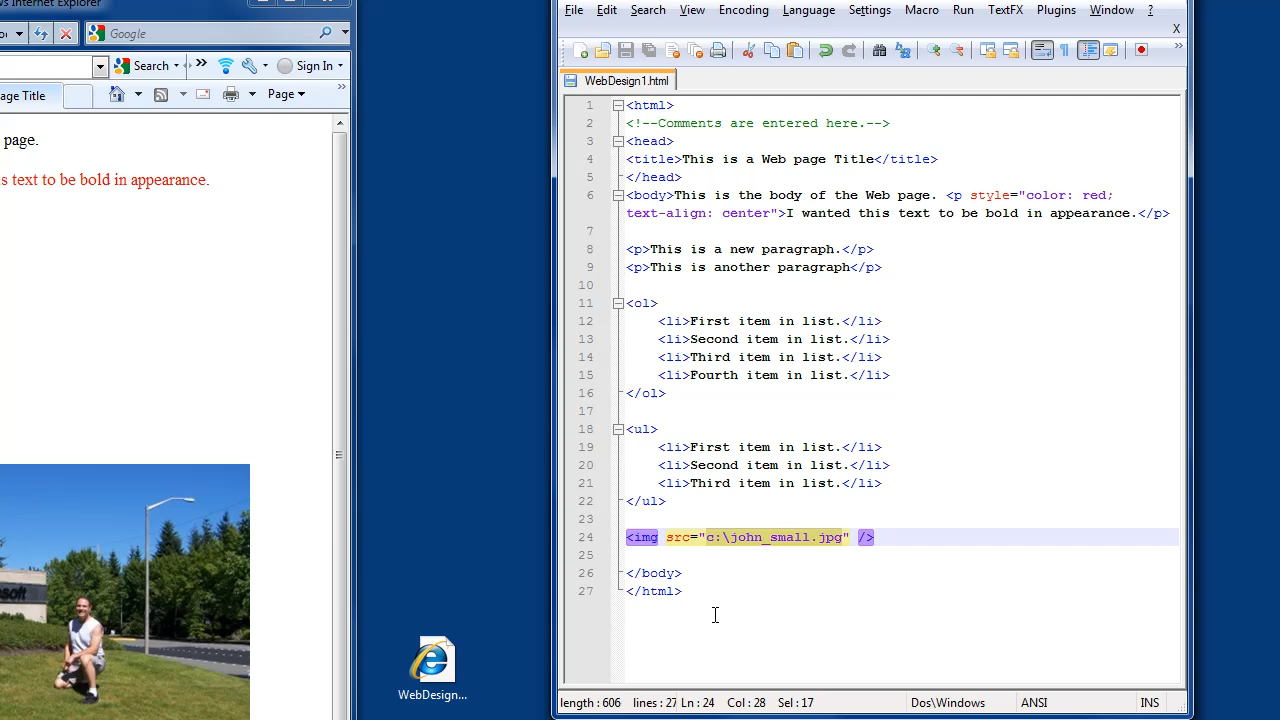 ws Internet Explorer
Google
Search
Sign In
age Title
Page
page.
s text to be bold in appearance.
soft
WebDesign...
File Edit Search View Encoding Language Settings Macro Run TextFX Plugins Window ?
X
WebDesign1.html
1 <html>
2 <!--Comments are entered here.-->
3 <head>
4 <title>This is a Web page Title</title>
5 </head>
6 <body>This is the body of the Web page. <p style="color: red;
text-align: center">I wanted this text to be bold in appearance.</p>
7
8 <p>This is a new paragraph.</p>
9 <p>This is another paragraph</p>
10
11 <ol>
12 <li>First item in list.</li>
13 <li>Second item in list.</li>
14 <li>Third item in list.</li>
15 <li>Fourth item in list.</li>
16 </ol>
17
18 <ul>
19 <li>First item in list.</li>
20 <li>Second item in list.</li>
21 <li>Third item in list.</li>
22 </ul>
23
24 <img src="c:\john_small.jpg" />
25
26 </body>
27 </html>
length : 606 lines : 27 Ln : 24 Col : 28 Sel : 17 Dos\Windows ANSI INS